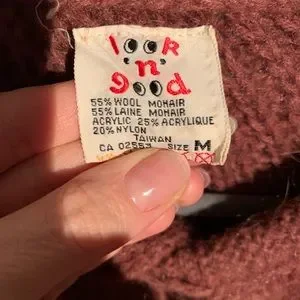 look
'n'
good
55% WOOL MOHAIR
55% LAINE MOHAIR
ACRYLIC 25% ACRYLIQUE
20% NYLON
TAIWAN
CA 02553 SIZE M